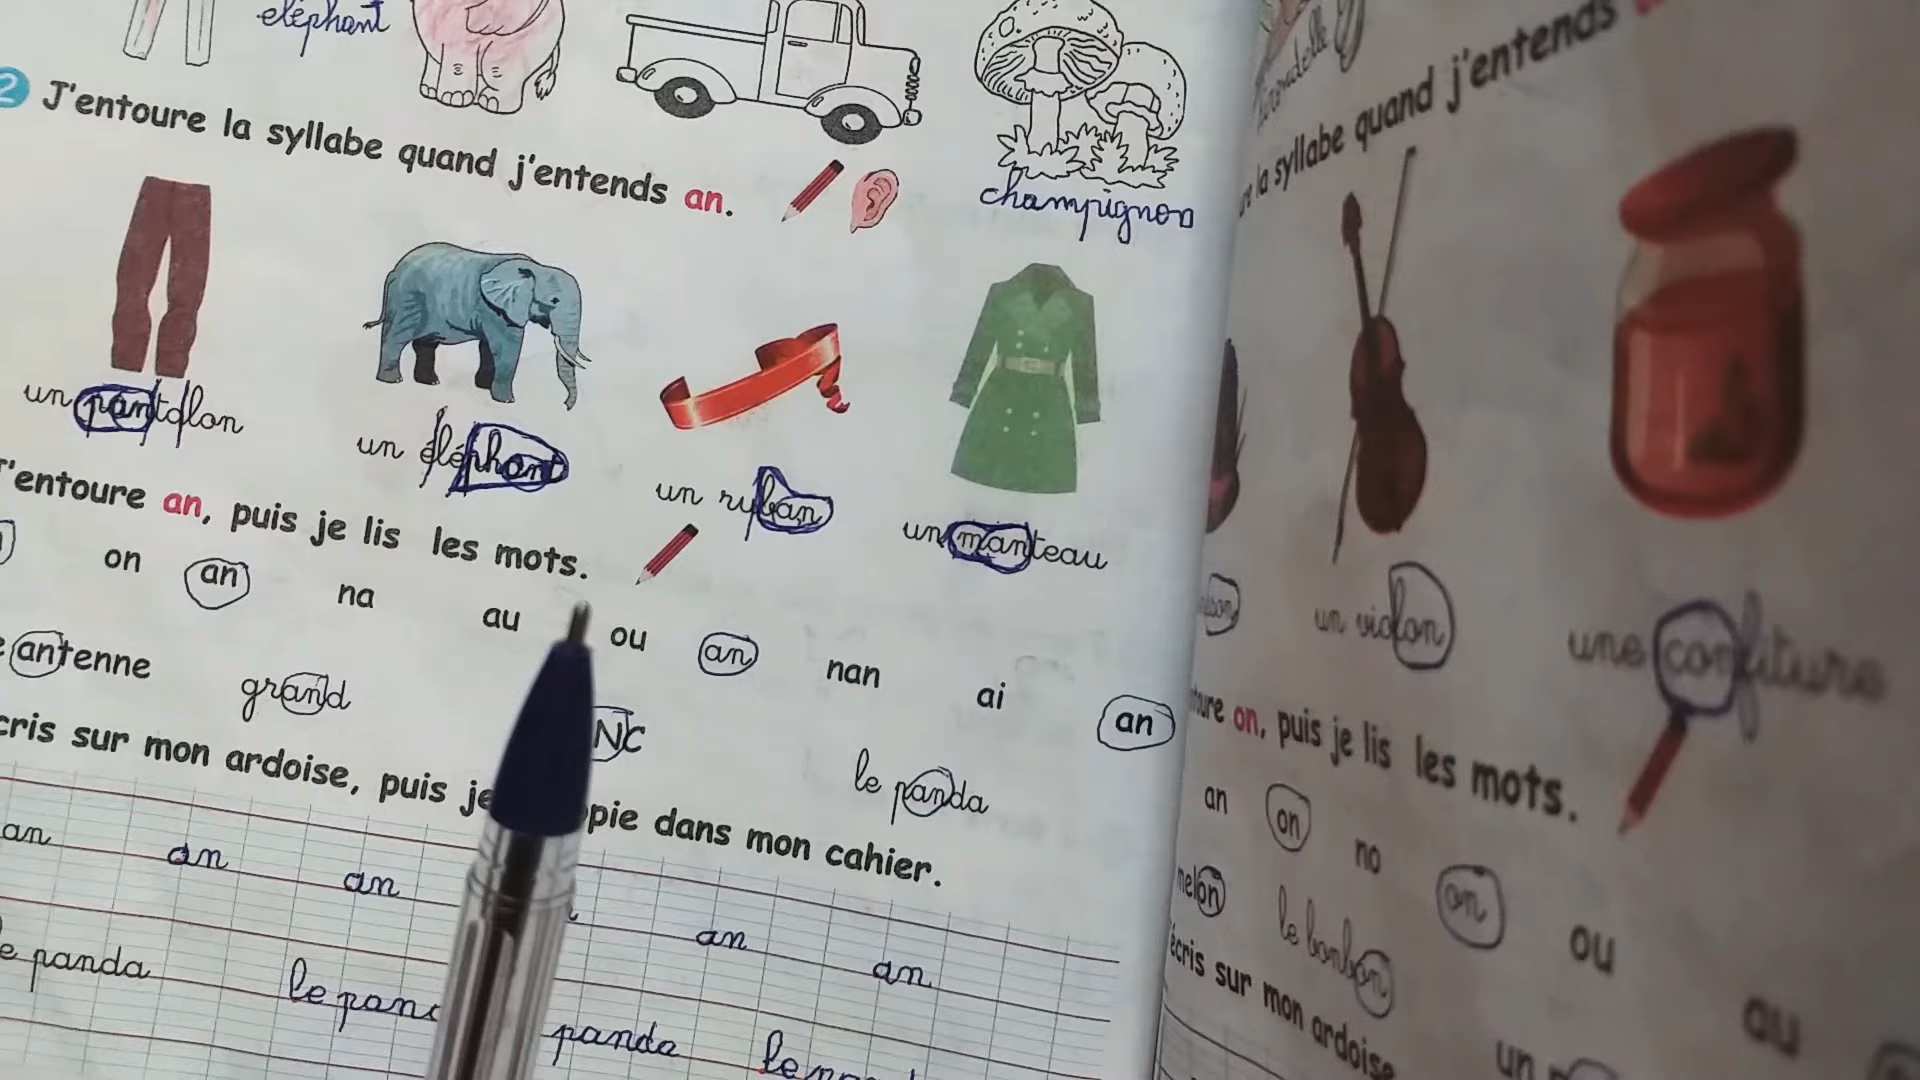 eléphant
champignon
2 J'entoure la syllabe quand j'entends an.
un pantalon un éléphant un ruban un manteau
J'entoure an, puis je lis les mots.
on an na au ou an nan ai an
antenne grand le panda
écris sur mon ardoise, puis je dans mon cahier.
an an an an an
le panda panda
la syllabe quand j'entends
un violon une confiture
on, puis je lis les mots.
an on no on ou au
melon le bonbon
écris sur mon ardoise
un